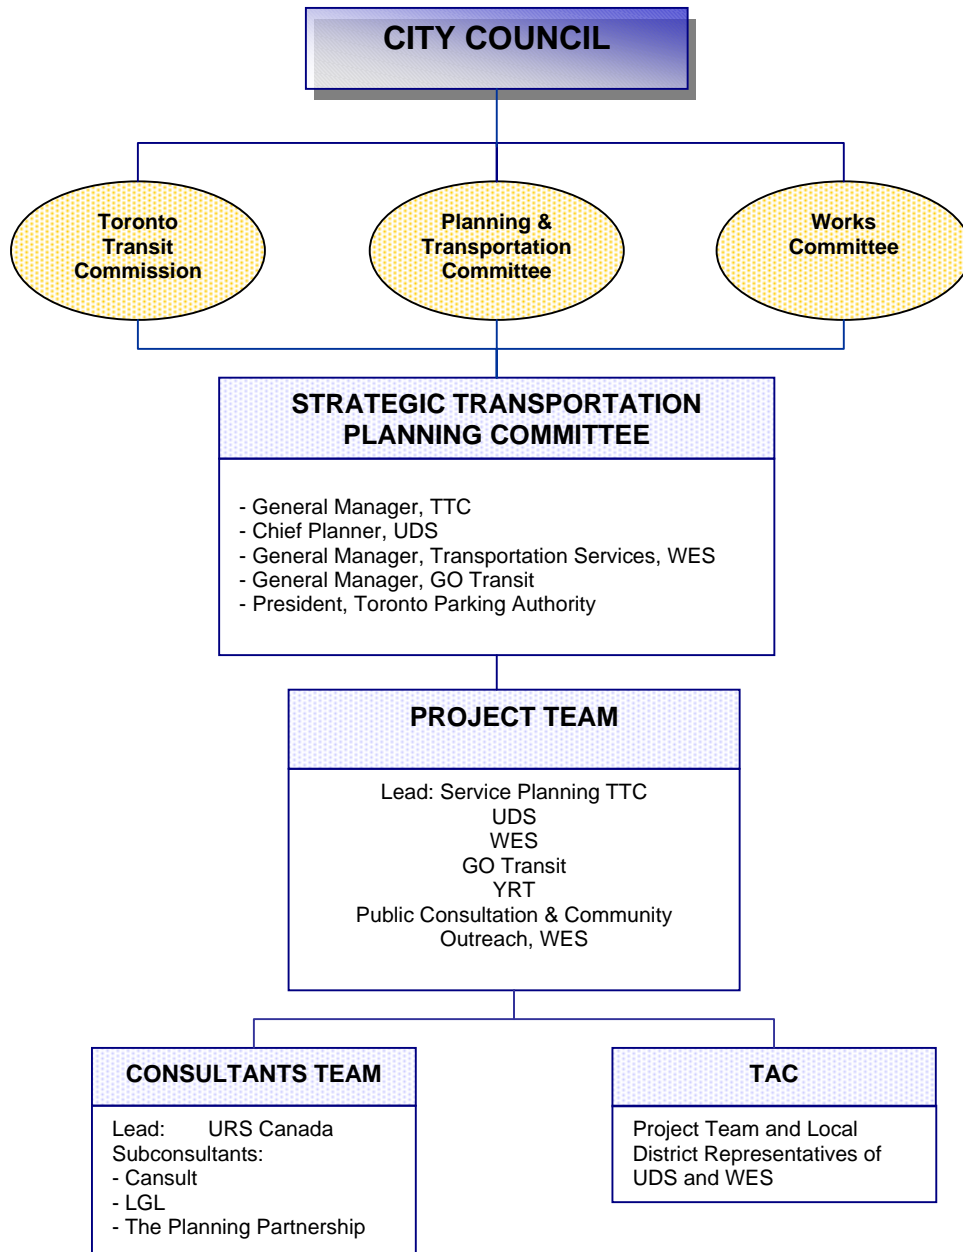 CITY COUNCIL
Toronto
Transit
Commission
Planning &
Transportation
Committee
Works
Committee
STRATEGIC TRANSPORTATION
PLANNING COMMITTEE
- General Manager, TTC
- Chief Planner, UDS
- General Manager, Transportation Services, WES
- General Manager, GO Transit
- President, Toronto Parking Authority
PROJECT TEAM
Lead: Service Planning TTC
UDS
WES
GO Transit
YRT
Public Consultation & Community
Outreach, WES
CONSULTANTS TEAM
Lead: URS Canada
Subconsultants:
- Cansult
- LGL
- The Planning Partnership
TAC
Project Team and Local
District Representatives of
UDS and WES